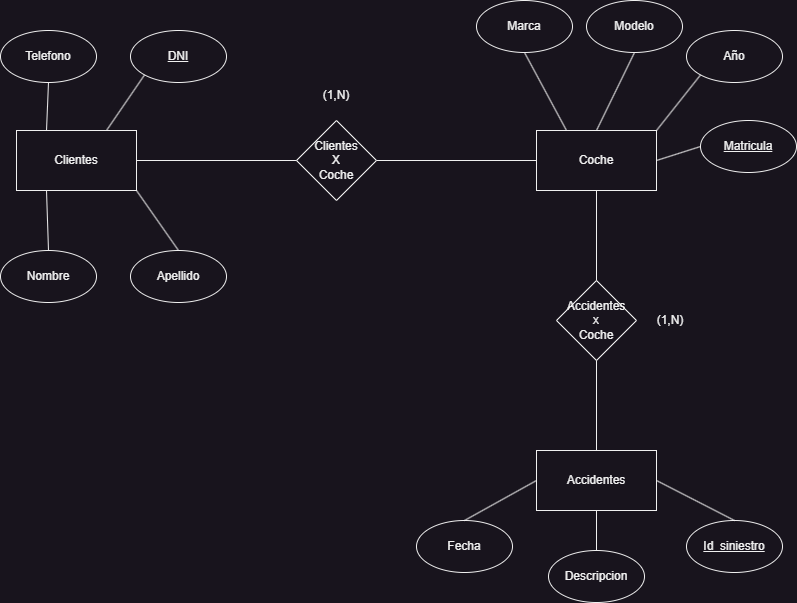 Marca
Modelo
Telefono
DNI
Año
(1,N)
Clientes
Clientes
X
Coche
Coche
Matricula
Nombre
Apellido
Accidentes
x
Coche
(1,N)
Accidentes
Fecha
Descripcion
Id_siniestro